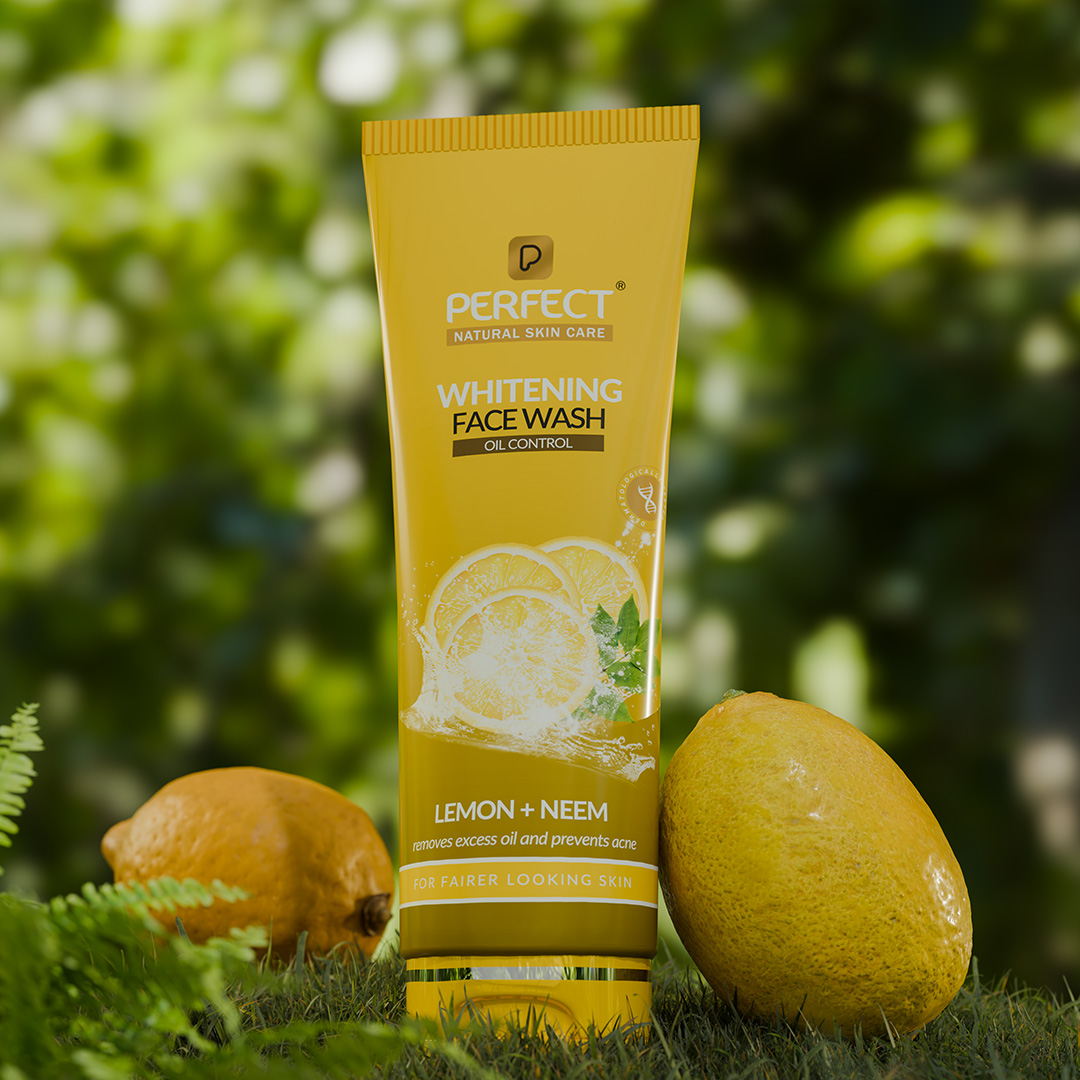 PERFECT®
NATURAL SKIN CARE
WHITENING
FACE WASH
OIL CONTROL
LEMON + NEEM
removes excess oil and prevents acne
FOR FAIRER LOOKING SKIN